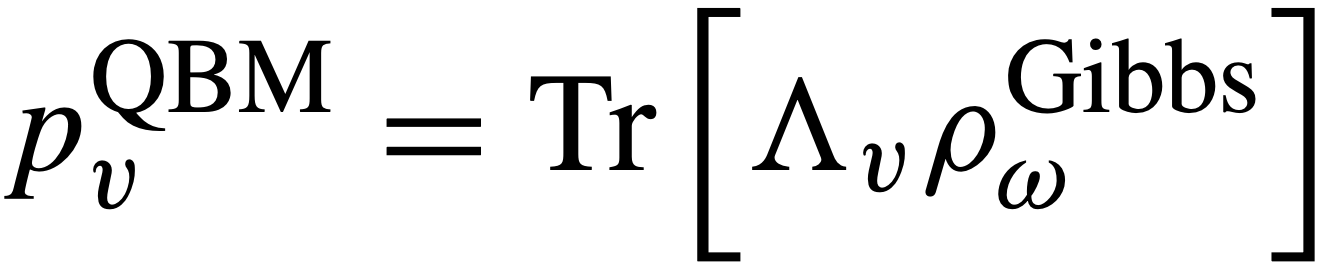 p_v^QBM = Tr[Λ_v ρ_ω^Gibbs]